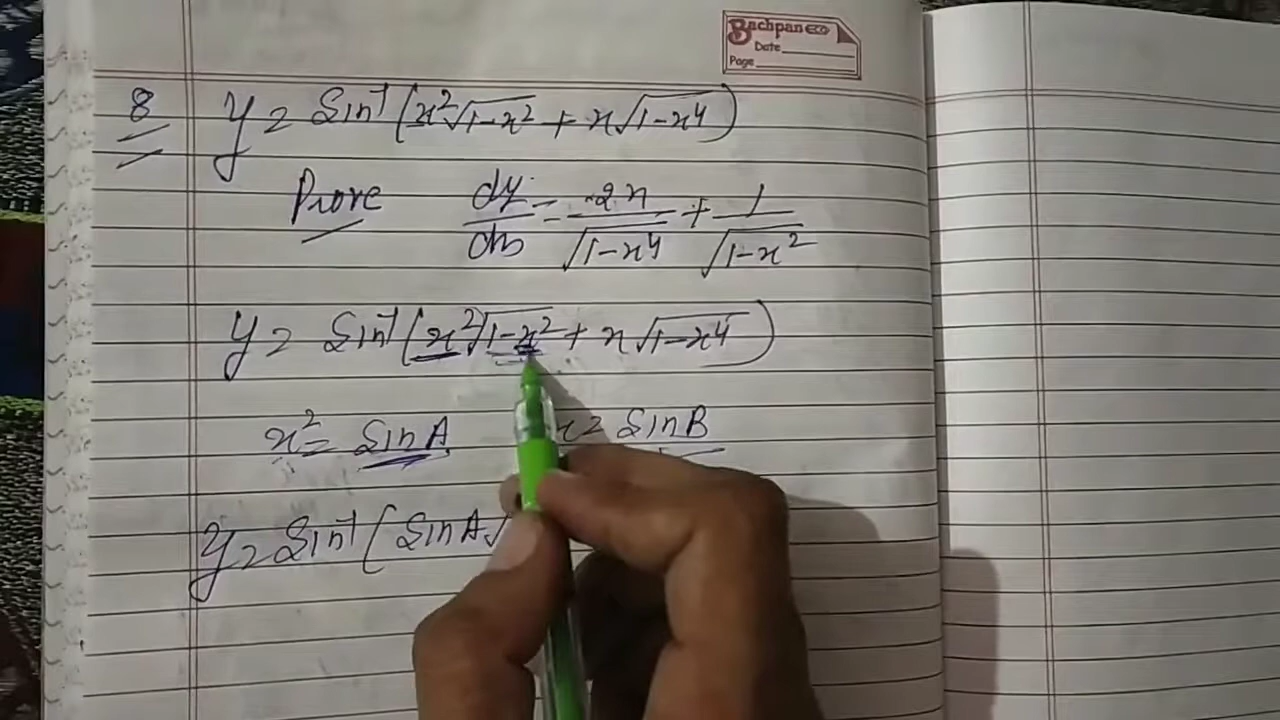 Bachpan eco
Date
Page
8 y = Sin⁻¹(x²√1-x² + x√1-x⁴)
Prove dy/dx = 2x/√1-x⁴ + 1/√1-x²
y = Sin⁻¹(x²√1-x² + x√1-x⁴)
x² = SinA x = SinB
y = Sin⁻¹[SinA√